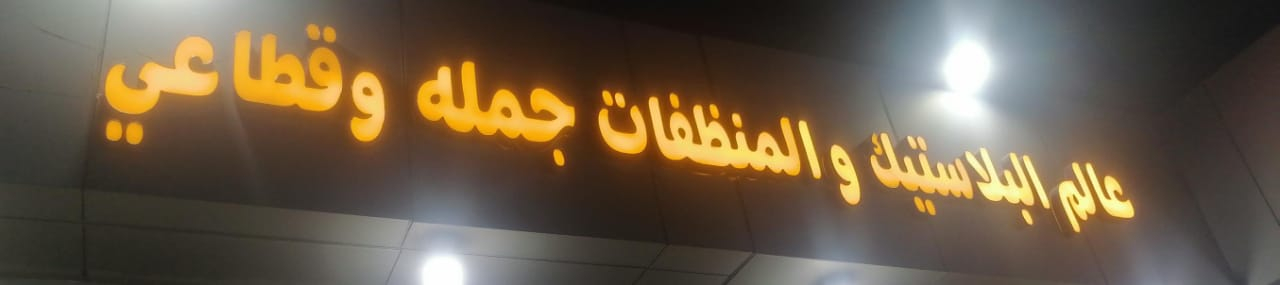 عالم البلاستيك و المنظفات جمله وقطاعي